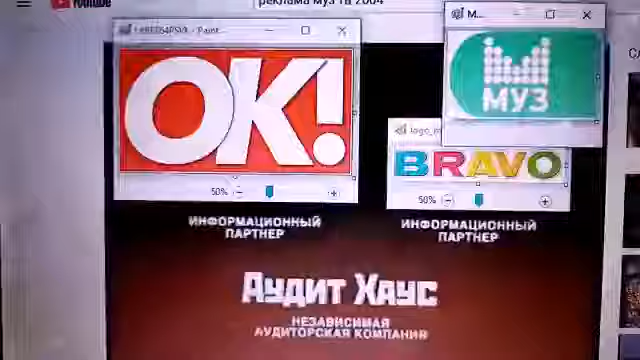 YouTube
реклама муз тв 2004
М...
OK!
МУЗ
BRAVO
50%
50%
ИНФОРМАЦИОННЫЙ
ПАРТНЕР
ИНФОРМАЦИОННЫЙ
ПАРТНЕР
Аудит Хаус
НЕЗАВИСИМАЯ
АУДИТОРСКАЯ КОМПАНИЯ